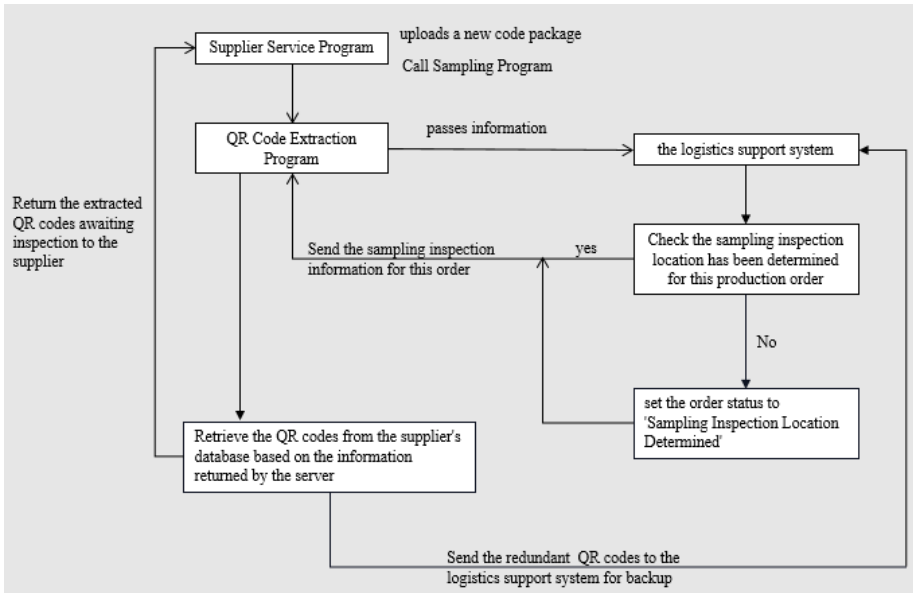 uploads a new code package
Supplier Service Program
Call Sampling Program
passes information
QR Code Extraction
Program
the logistics support system
Return the extracted
QR codes awaiting
inspection to the
supplier
Send the sampling inspection
information for this order
yes
Check the sampling inspection
location has been determined
for this production order
No
set the order status to
'Sampling Inspection Location
Determined'
Retrieve the QR codes from the supplier's
database based on the information
returned by the server
Send the redundant QR codes to the
logistics support system for backup